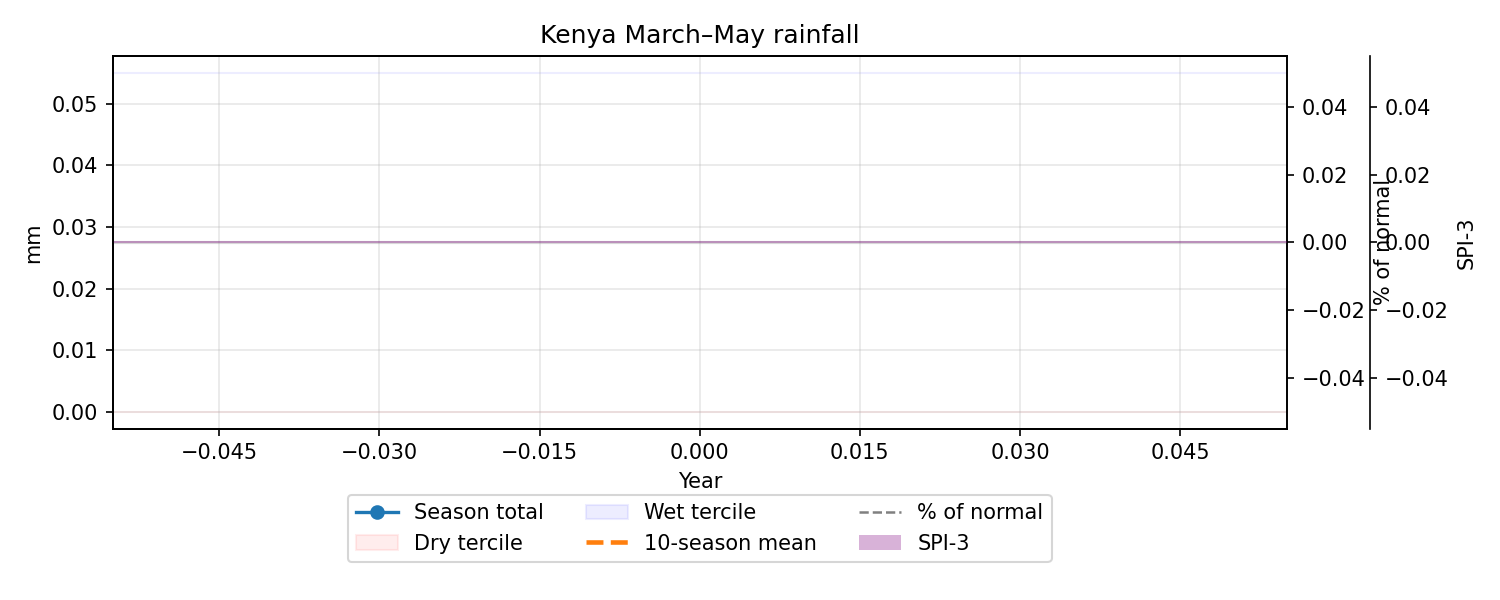 Kenya March–May rainfall
mm
0.05
0.04
0.03
0.02
0.01
0.00
0.04
0.02
0.00
−0.02
−0.04
% of normal
0.04
0.02
0.00
−0.02
−0.04
SPI-3
−0.045 −0.030 −0.015 0.000 0.015 0.030 0.045
Year
Season total Wet tercile % of normal
Dry tercile 10-season mean SPI-3